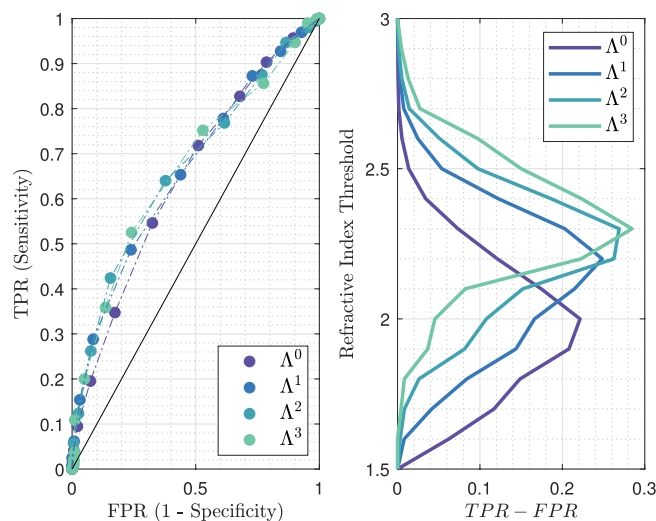 1
0.9
0.8
0.7
0.6
0.5
0.4
0.3
0.2
0.1
0
TPR (Sensitivity)
0 0.5 1
FPR (1 - Specificity)
Λ⁰
Λ¹
Λ²
Λ³
3
2.5
2
1.5
Refractive Index Threshold
0 0.1 0.2 0.3
TPR − FPR
Λ⁰
Λ¹
Λ²
Λ³